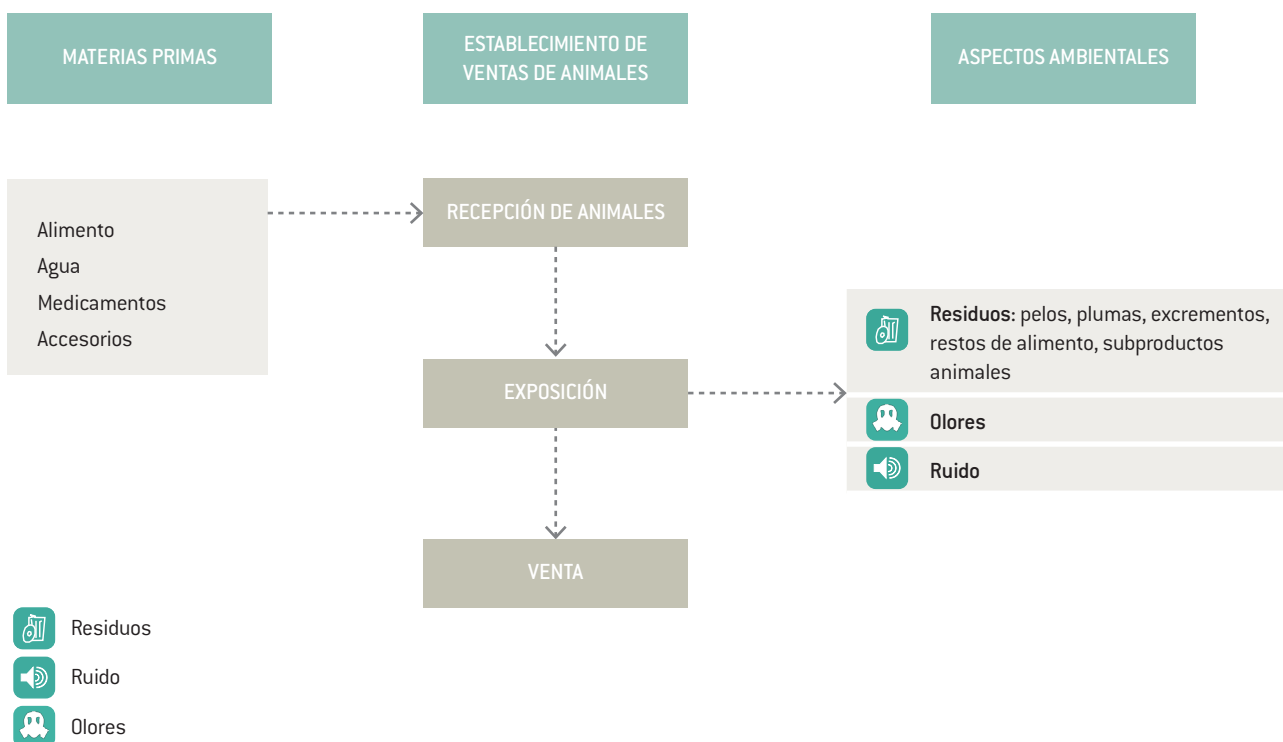 MATERIAS PRIMAS
ESTABLECIMIENTO DE
VENTAS DE ANIMALES
ASPECTOS AMBIENTALES
Alimento
Agua
Medicamentos
Accesorios
RECEPCIÓN DE ANIMALES
EXPOSICIÓN
VENTA
Residuos: pelos, plumas, excrementos,
restos de alimento, subproductos
animales
Olores
Ruido
Residuos
Ruido
Olores